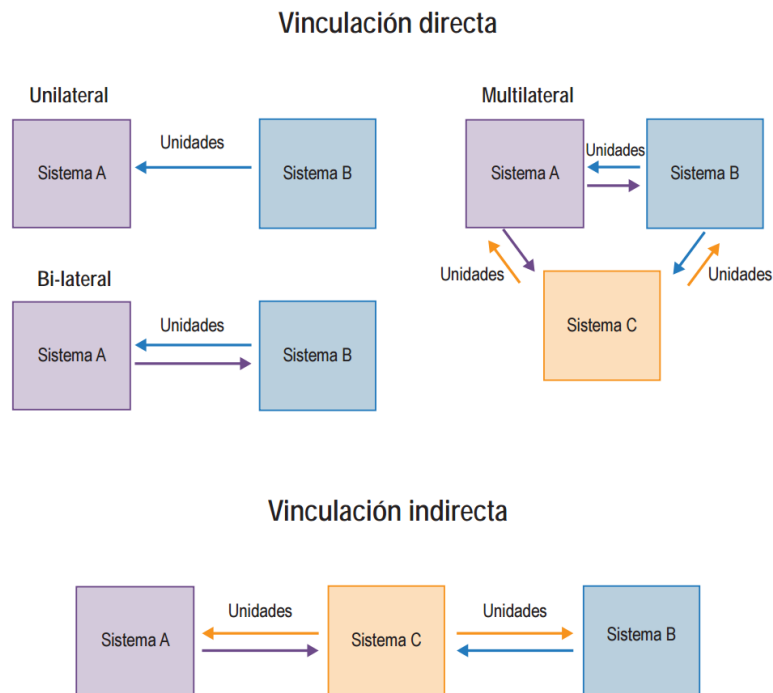 Vinculación directa
Unilateral
Sistema A
Unidades
Sistema B
Bi-lateral
Sistema A
Unidades
Sistema B
Multilateral
Sistema A
Unidades
Sistema B
Unidades
Unidades
Sistema C
Vinculación indirecta
Sistema A
Unidades
Sistema C
Unidades
Sistema B